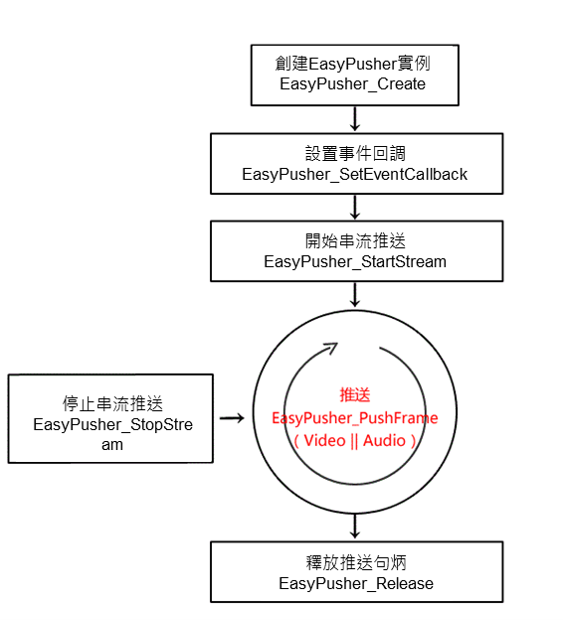 創建EasyPusher實例
EasyPusher_Create
設置事件回調
EasyPusher_SetEventCallback
開始串流推送
EasyPusher_StartStream
停止串流推送
EasyPusher_StopStre
am
推送
EasyPusher_PushFrame
（Video || Audio）
釋放推送句炳
EasyPusher_Release